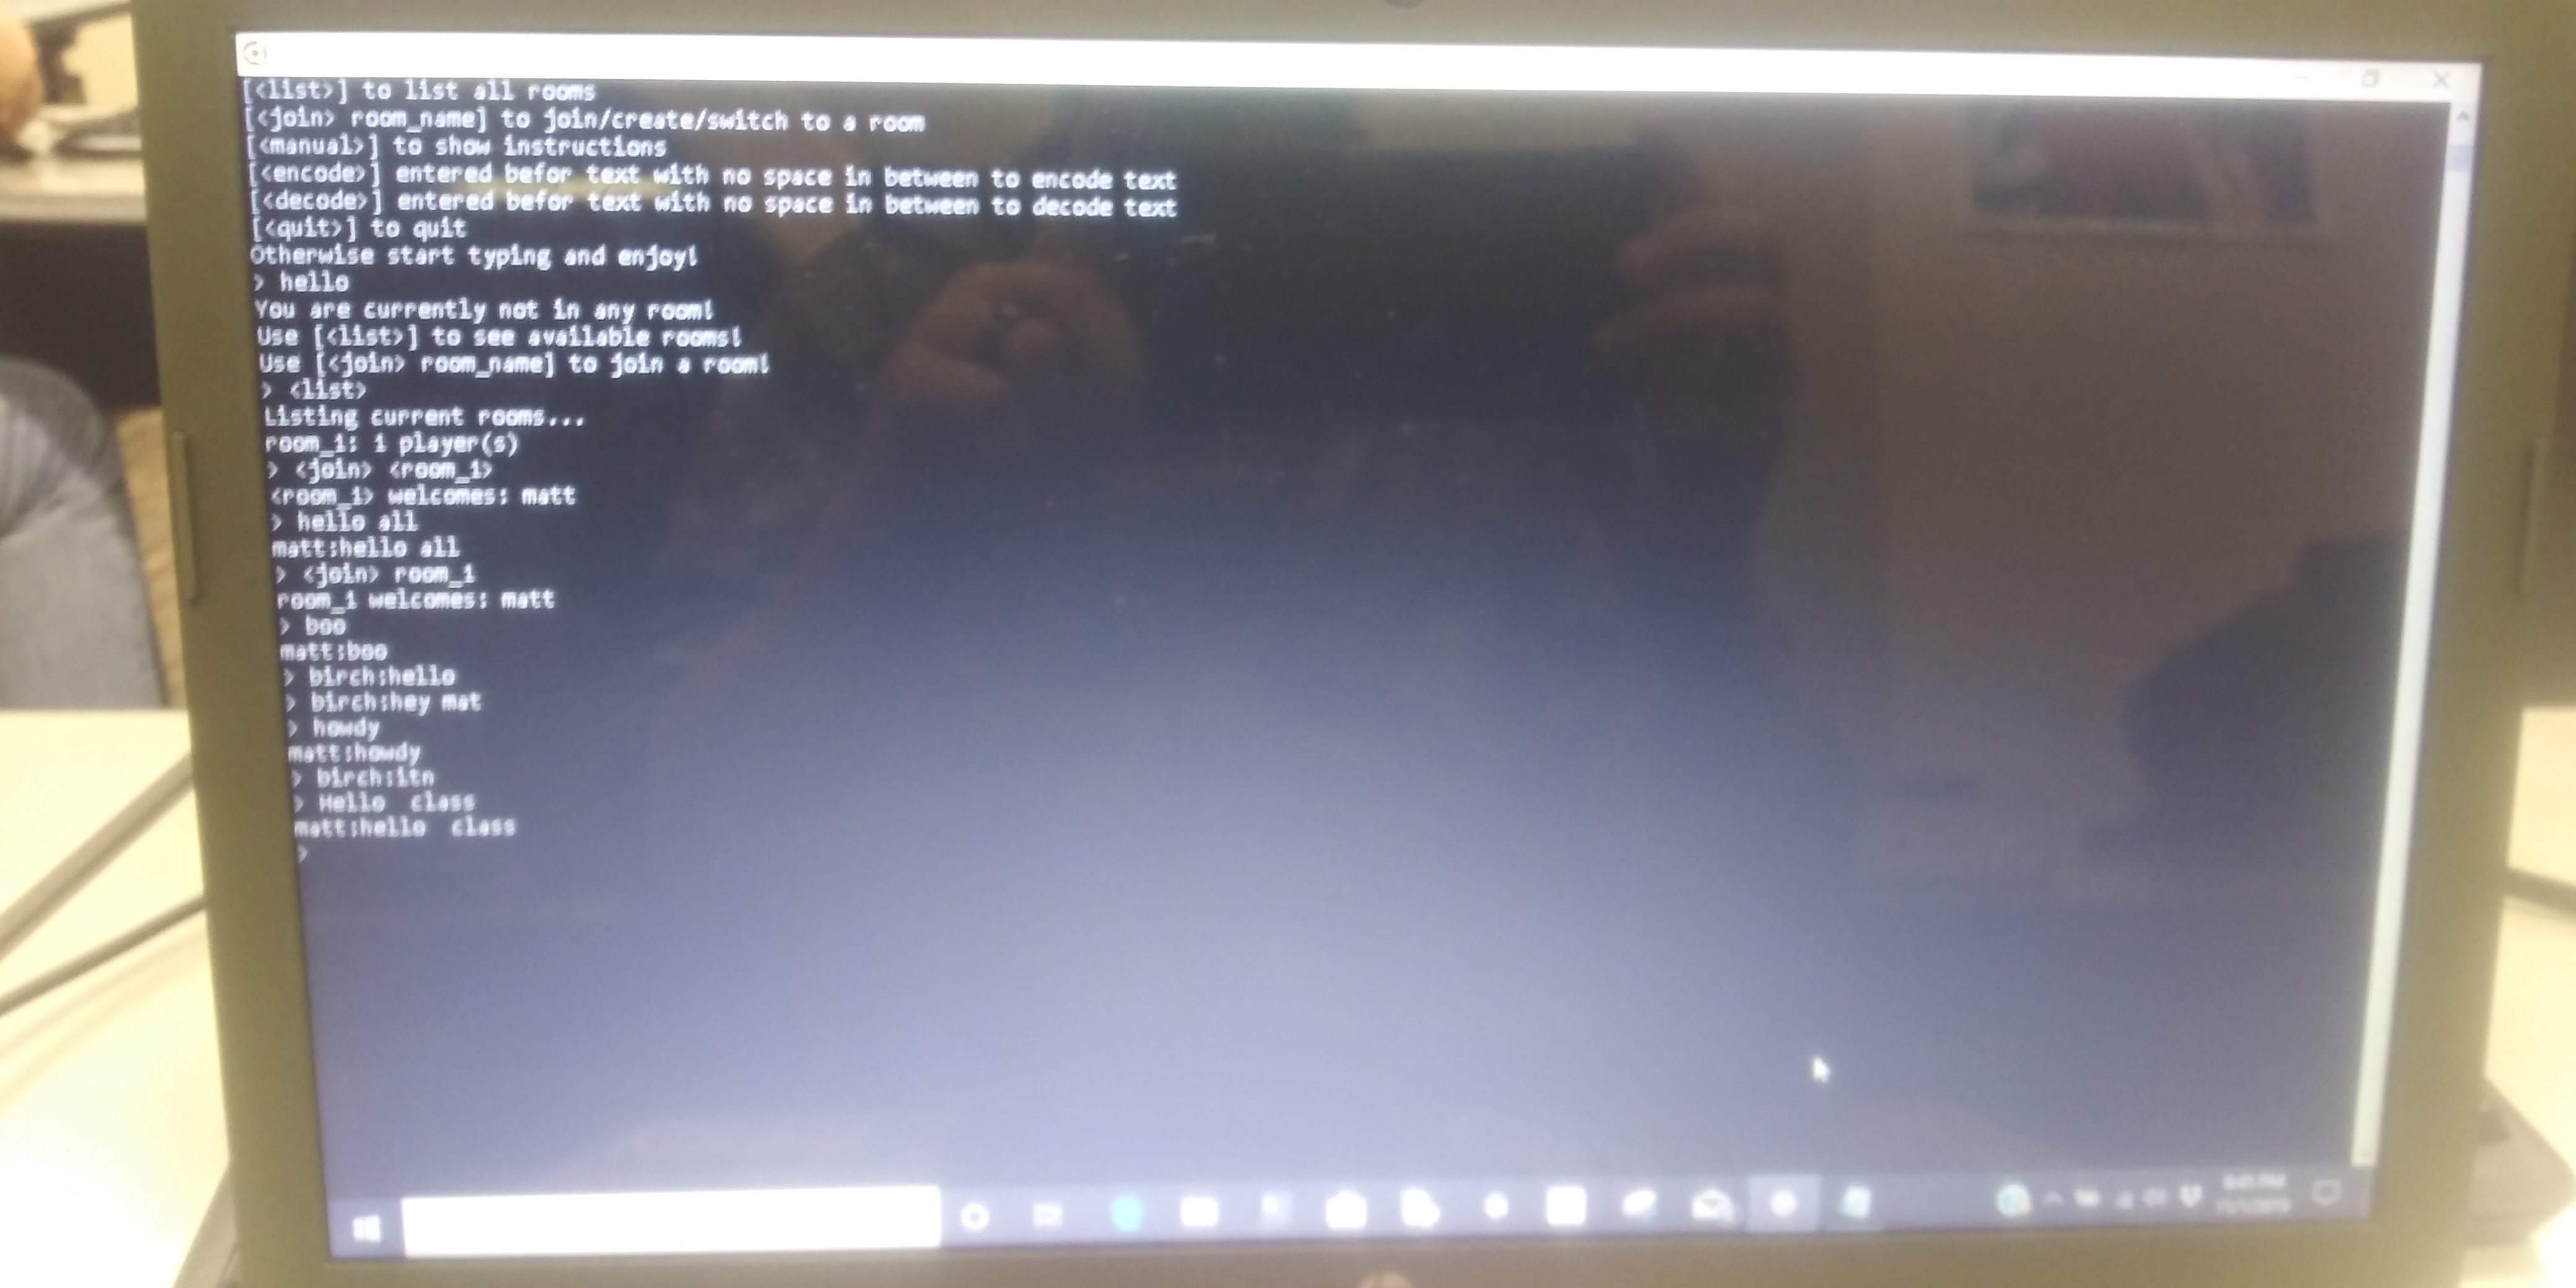 [<list>] to list all rooms
[<join> room_name] to join/create/switch to a room
[<manual>] to show instructions
[<encode>] entered befor text with no space in between to encode text
[<decode>] entered befor text with no space in between to decode text
[<quit>] to quit
Otherwise start typing and enjoy!
> hello
You are currently not in any room!
Use [<list>] to see available rooms!
Use [<join> room_name] to join a room!
> <list>
Listing current rooms...
room_1: 1 player(s)
> <join> <room_1>
<room_1> welcomes: matt
> hello all
matt:hello all
> <join> room_1
room_1 welcomes: matt
> boo
matt:boo
> birch:hello
> birch:hey mat
> howdy
matt:howdy
> birch:itn
> Hello  class
matt:hello  class
>